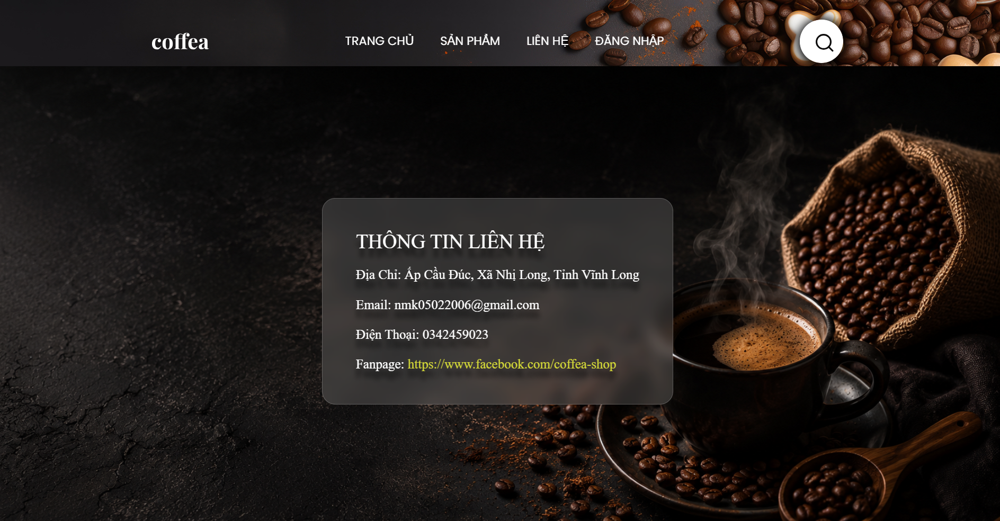 coffea
TRANG CHỦ
SẢN PHẨM
LIÊN HỆ
ĐĂNG NHẬP
THÔNG TIN LIÊN HỆ
Địa Chỉ: Ấp Cầu Đúc, Xã Nhị Long, Tỉnh Vĩnh Long
Email: nmk05022006@gmail.com
Điện Thoại: 0342459023
Fanpage: https://www.facebook.com/coffea-shop